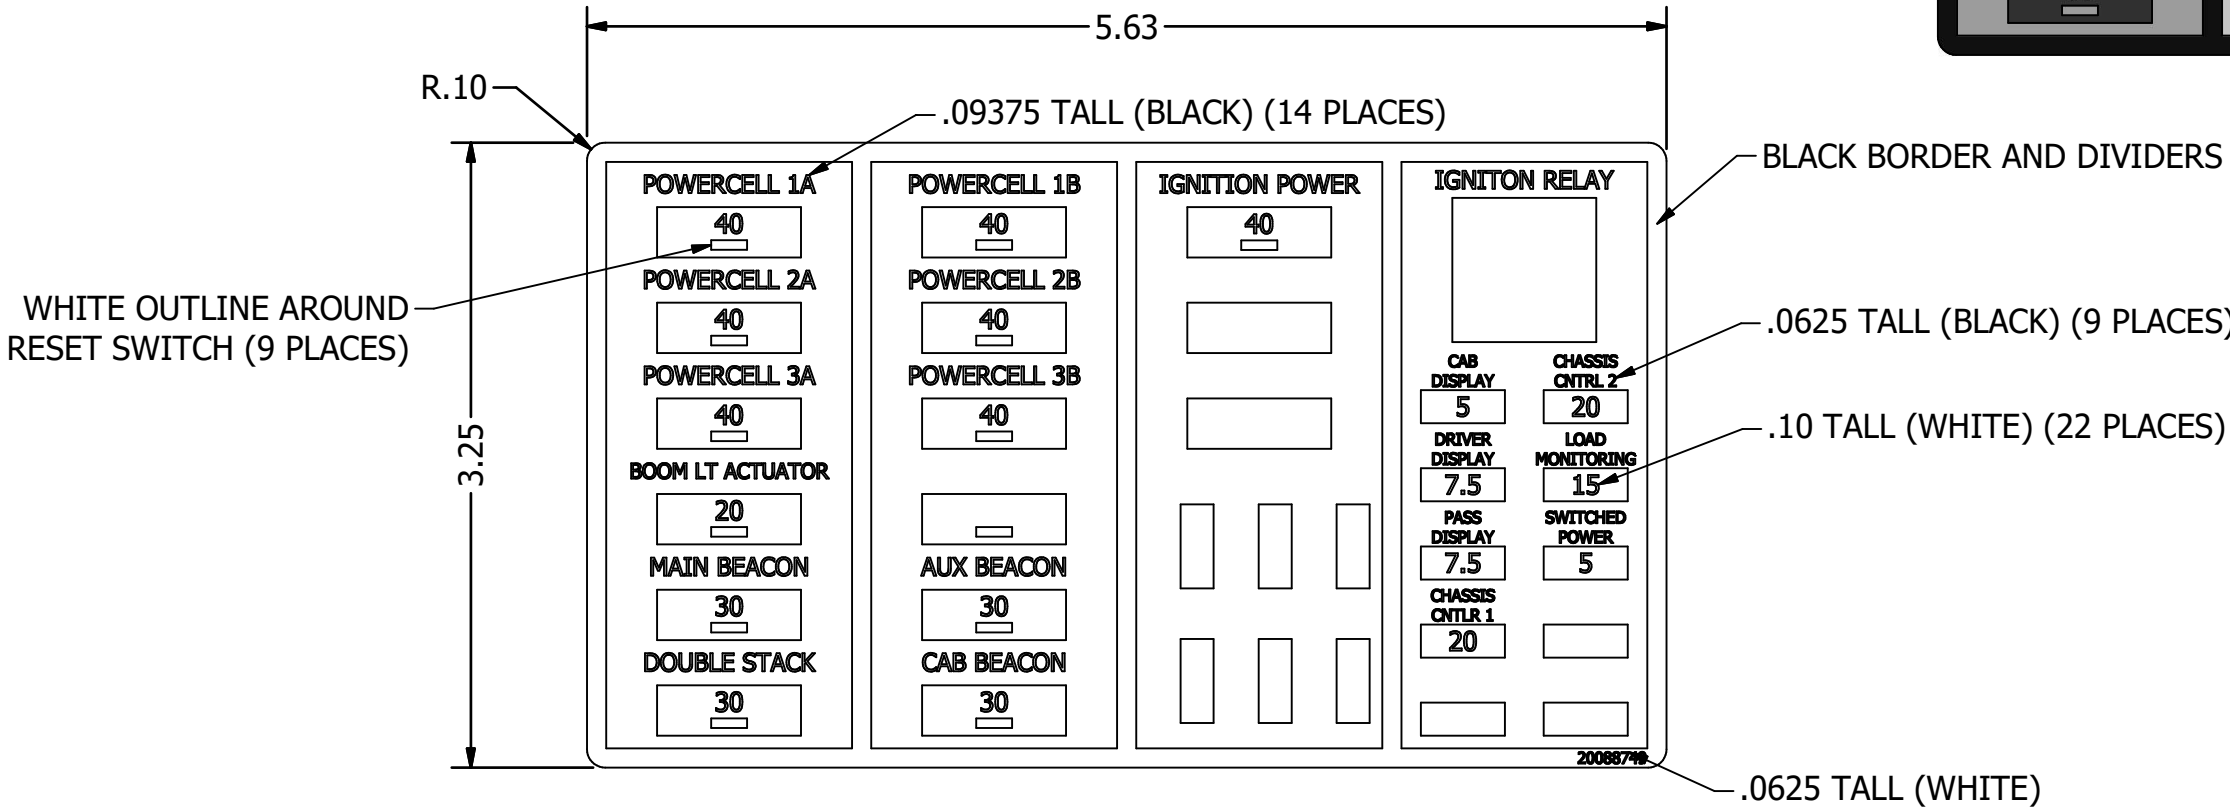 5.63
R.10
.09375 TALL (BLACK) (14 PLACES)
BLACK BORDER AND DIVIDERS
POWERCELL 1A
POWERCELL 1B
IGNITION POWER
IGNITON RELAY
40
40
40
WHITE OUTLINE AROUND
RESET SWITCH (9 PLACES)
POWERCELL 2A
POWERCELL 2B
40
40
.0625 TALL (BLACK) (9 PLACES)
POWERCELL 3A
POWERCELL 3B
40
40
CAB
DISPLAY
5
CHASSIS
CNTRL 2
20
.10 TALL (WHITE) (22 PLACES)
3.25
BOOM LT ACTUATOR
20
DRIVER
DISPLAY
7.5
LOAD
MONITORING
15
PASS
DISPLAY
7.5
SWITCHED
POWER
5
MAIN BEACON
AUX BEACON
30
30
CHASSIS
CNTLR 1
20
DOUBLE STACK
CAB BEACON
30
30
20088749
.0625 TALL (WHITE)